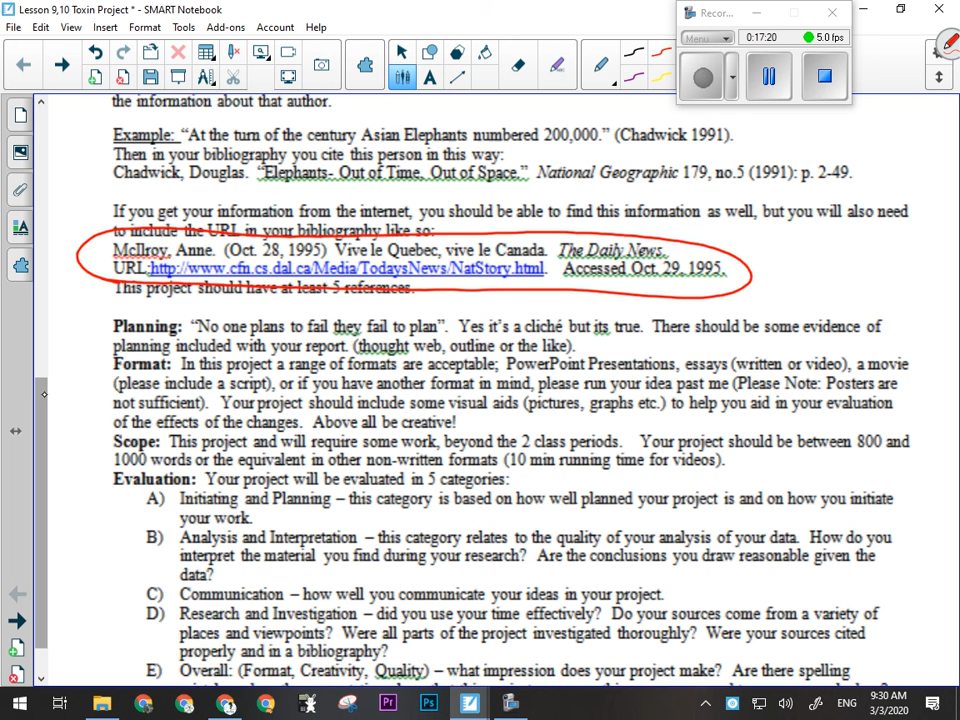 Lesson 9,10 Toxin Project * - SMART Notebook
File Edit View Insert Format Tools Add-ons Account Help
Recor...
Menu 0:17:20 5.0 fps
the information about that author.
Example: “At the turn of the century Asian Elephants numbered 200,000.” (Chadwick 1991).
Then in your bibliography you cite this person in this way:
Chadwick, Douglas. “Elephants- Out of Time, Out of Space.” National Geographic 179, no.5 (1991): p. 2-49.
If you get your information from the internet, you should be able to find this information as well, but you will also need
to include the URL in your bibliography like so:
McIlroy, Anne. (Oct. 28, 1995) Vive le Quebec, vive le Canada. The Daily News.
URL:http://www.cfn.cs.dal.ca/Media/TodaysNews/NatStory.html. Accessed Oct. 29, 1995.
This project should have at least 5 references.
Planning: “No one plans to fail they fail to plan”. Yes it’s a cliché but its true. There should be some evidence of
planning included with your report. (thought web, outline or the like).
Format: In this project a range of formats are acceptable; PowerPoint Presentations, essays (written or video), a movie
(please include a script), or if you have another format in mind, please run your idea past me (Please Note: Posters are
not sufficient). Your project should include some visual aids (pictures, graphs etc.) to help you aid in your evaluation
of the effects of the changes. Above all be creative!
Scope: This project and will require some work, beyond the 2 class periods. Your project should be between 800 and
1000 words or the equivalent in other non-written formats (10 min running time for videos).
Evaluation: Your project will be evaluated in 5 categories:
A) Initiating and Planning – this category is based on how well planned your project is and on how you initiate
your work.
B) Analysis and Interpretation – this category relates to the quality of your analysis of your data. How do you
interpret the material you find during your research? Are the conclusions you draw reasonable given the
data?
C) Communication – how well you communicate your ideas in your project.
D) Research and Investigation – did you use your time effectively? Do your sources come from a variety of
places and viewpoints? Were all parts of the project investigated thoroughly? Were your sources cited
properly and in a bibliography?
E) Overall: (Format, Creativity, Quality) – what impression does your project make? Are there spelling
ENG
9:30 AM
3/3/2020